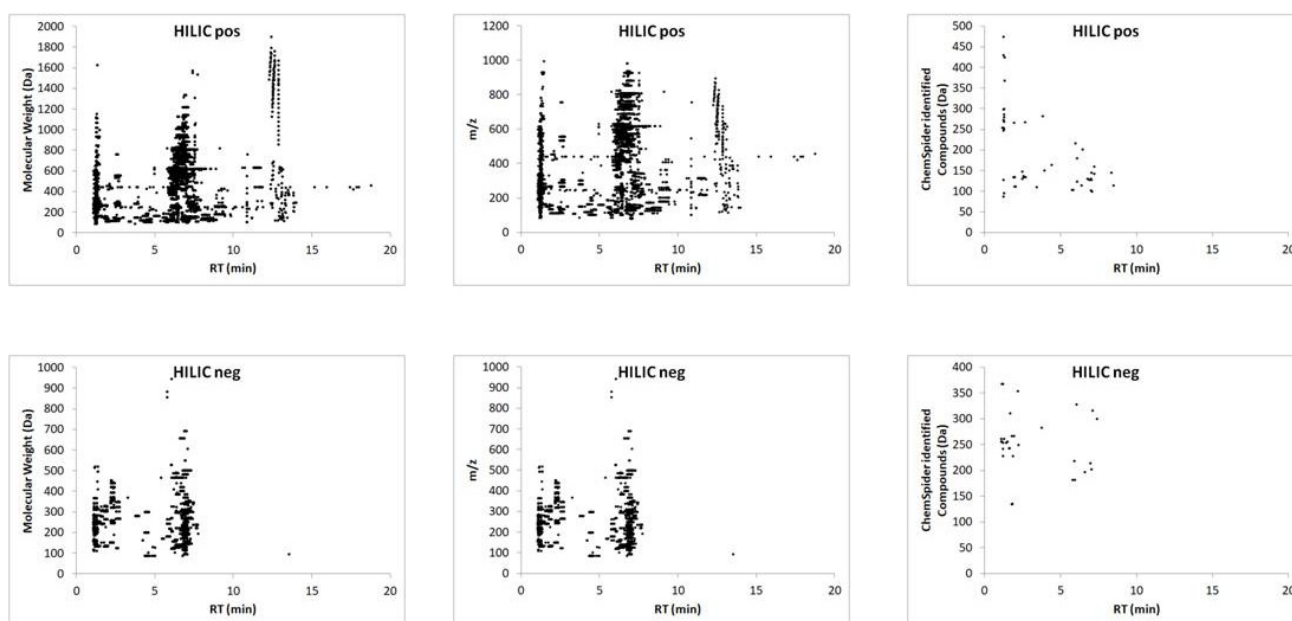 HILIC pos
Molecular Weight (Da)
2000
1800
1600
1400
1200
1000
800
600
400
200
0
0 5 10 15 20
RT (min)
HILIC pos
m/z
1200
1000
800
600
400
200
0
0 5 10 15 20
RT (min)
HILIC pos
ChemSpider identified
Compounds (Da)
500
450
400
350
300
250
200
150
100
50
0
0 5 10 15 20
RT (min)
HILIC neg
Molecular Weight (Da)
1000
900
800
700
600
500
400
300
200
100
0
0 5 10 15 20
RT (min)
HILIC neg
m/z
1000
900
800
700
600
500
400
300
200
100
0
0 5 10 15 20
RT (min)
HILIC neg
ChemSpider identified
Compounds (Da)
400
350
300
250
200
150
100
50
0
0 5 10 15 20
RT (min)